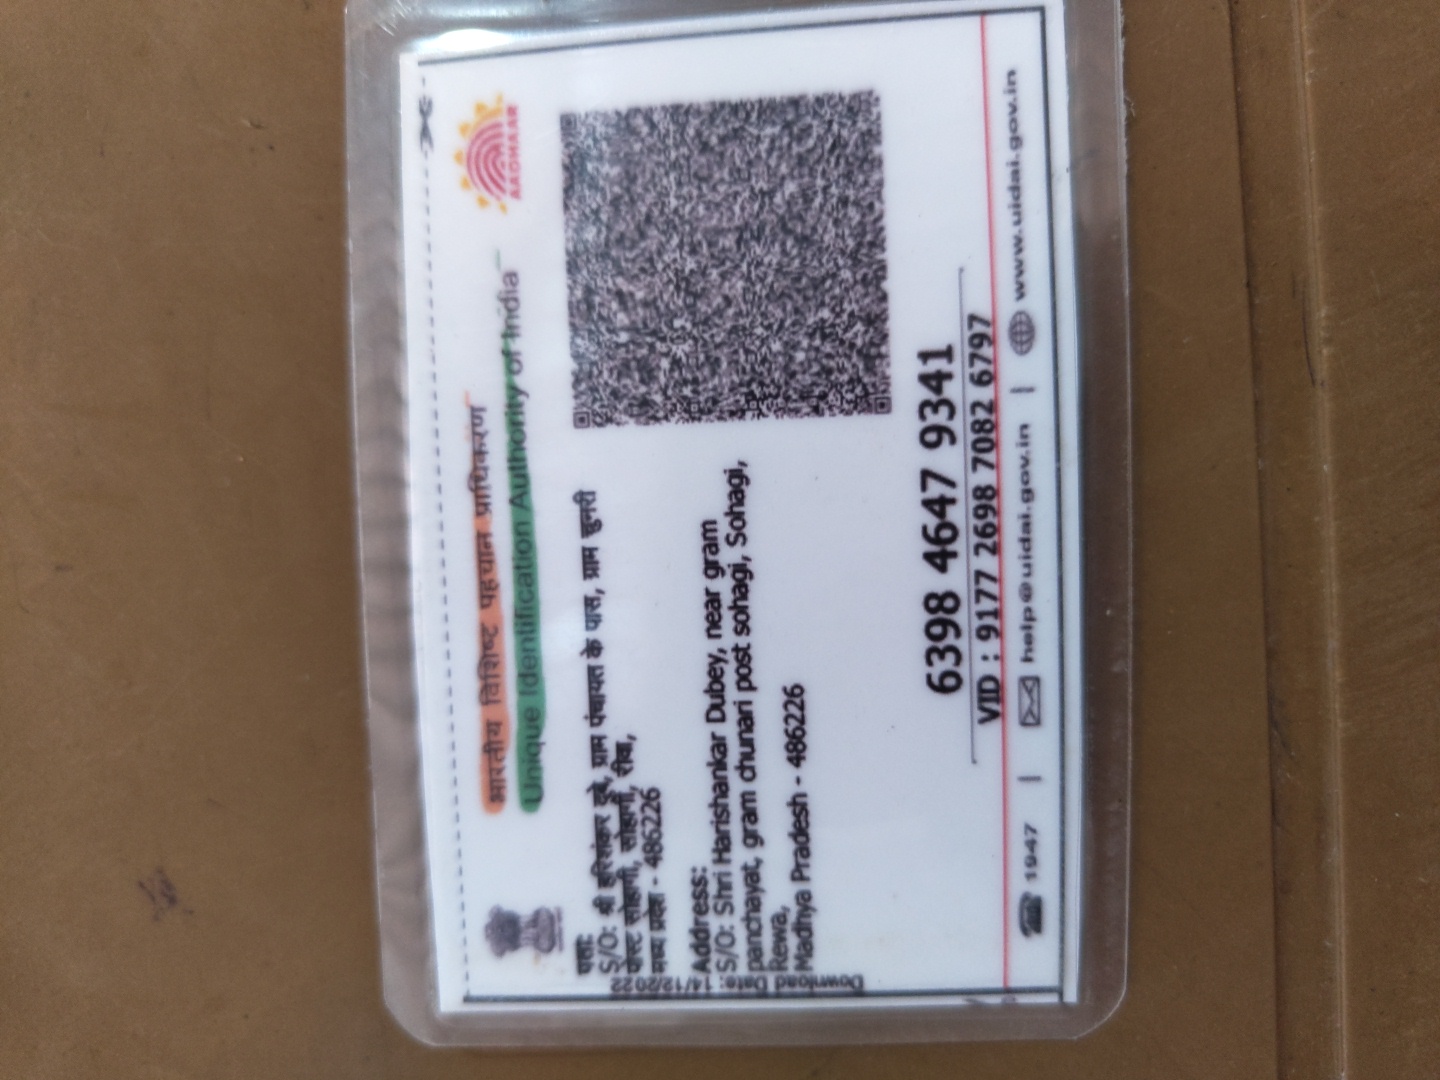 भारतीय विशिष्ट पहचान प्राधिकरण
Unique Identification Authority of India
AADHAAR
पता:
S/O: श्री हरिशंकर दुबे, ग्राम पंचायत के पास, ग्राम चुनरी
पोस्ट सोहागी, सोहागी, रीवा,
मध्य प्रदेश - 486226
Address:
S/O: Shri Harishankar Dubey, near gram
panchayat, gram chunari post sohagi, Sohagi,
Rewa,
Madhya Pradesh - 486226
Download Date: 14/12/2022
6398 4647 9341
VID : 9177 2698 7082 6797
1947 | help@uidai.gov.in | www.uidai.gov.in